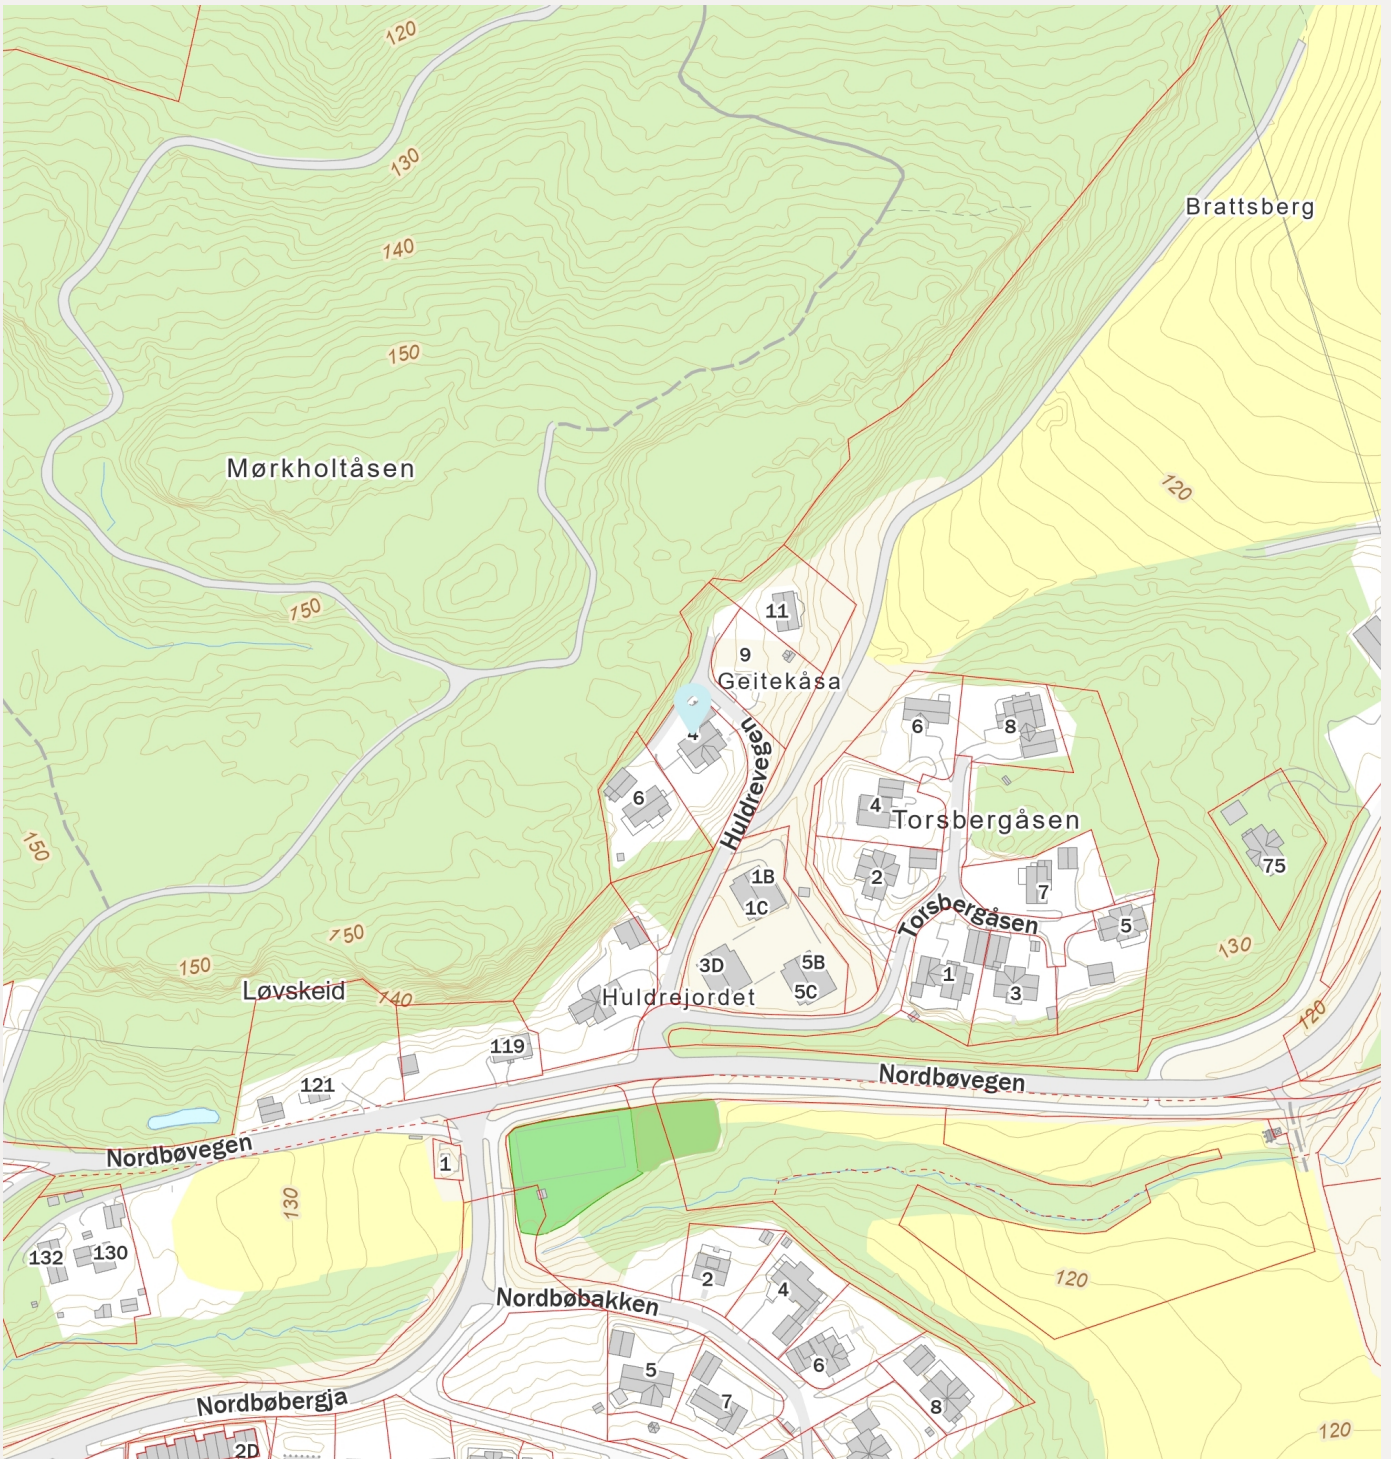 120
130
Brattsberg
140
150
Mørkholtåsen
120
150
11
9
Geitekåsa
4
Huldrevegen
6
6
8
4
Torsbergåsen
150
75
2
7
1B
1C
Torsbergåsen
5
150
130
150
3D
5B
5C
1
3
Løvskeid
140
Huldrejordet
120
119
Nordbøvegen
121
Nordbøvegen
1
130
132
130
2
4
120
Nordbøbakken
6
5
7
8
Nordbøbergja
120
2D